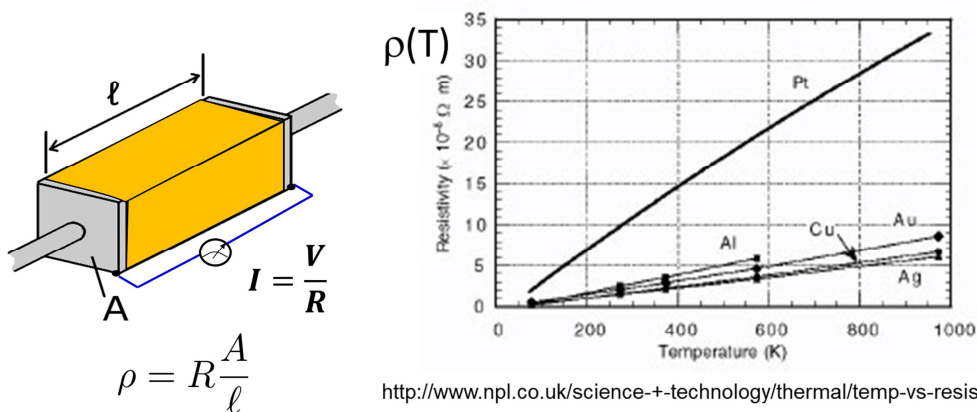 ℓ
A
I = V/R
ρ = R A/ℓ
ρ(T)
Resistivity (× 10⁻⁸ Ω m)
35
30
25
20
15
10
5
0
Pt
Al
Cu
Au
Ag
0 200 400 600 800 1000
Temperature (K)
http://www.npl.co.uk/science-+-technology/thermal/temp-vs-resis